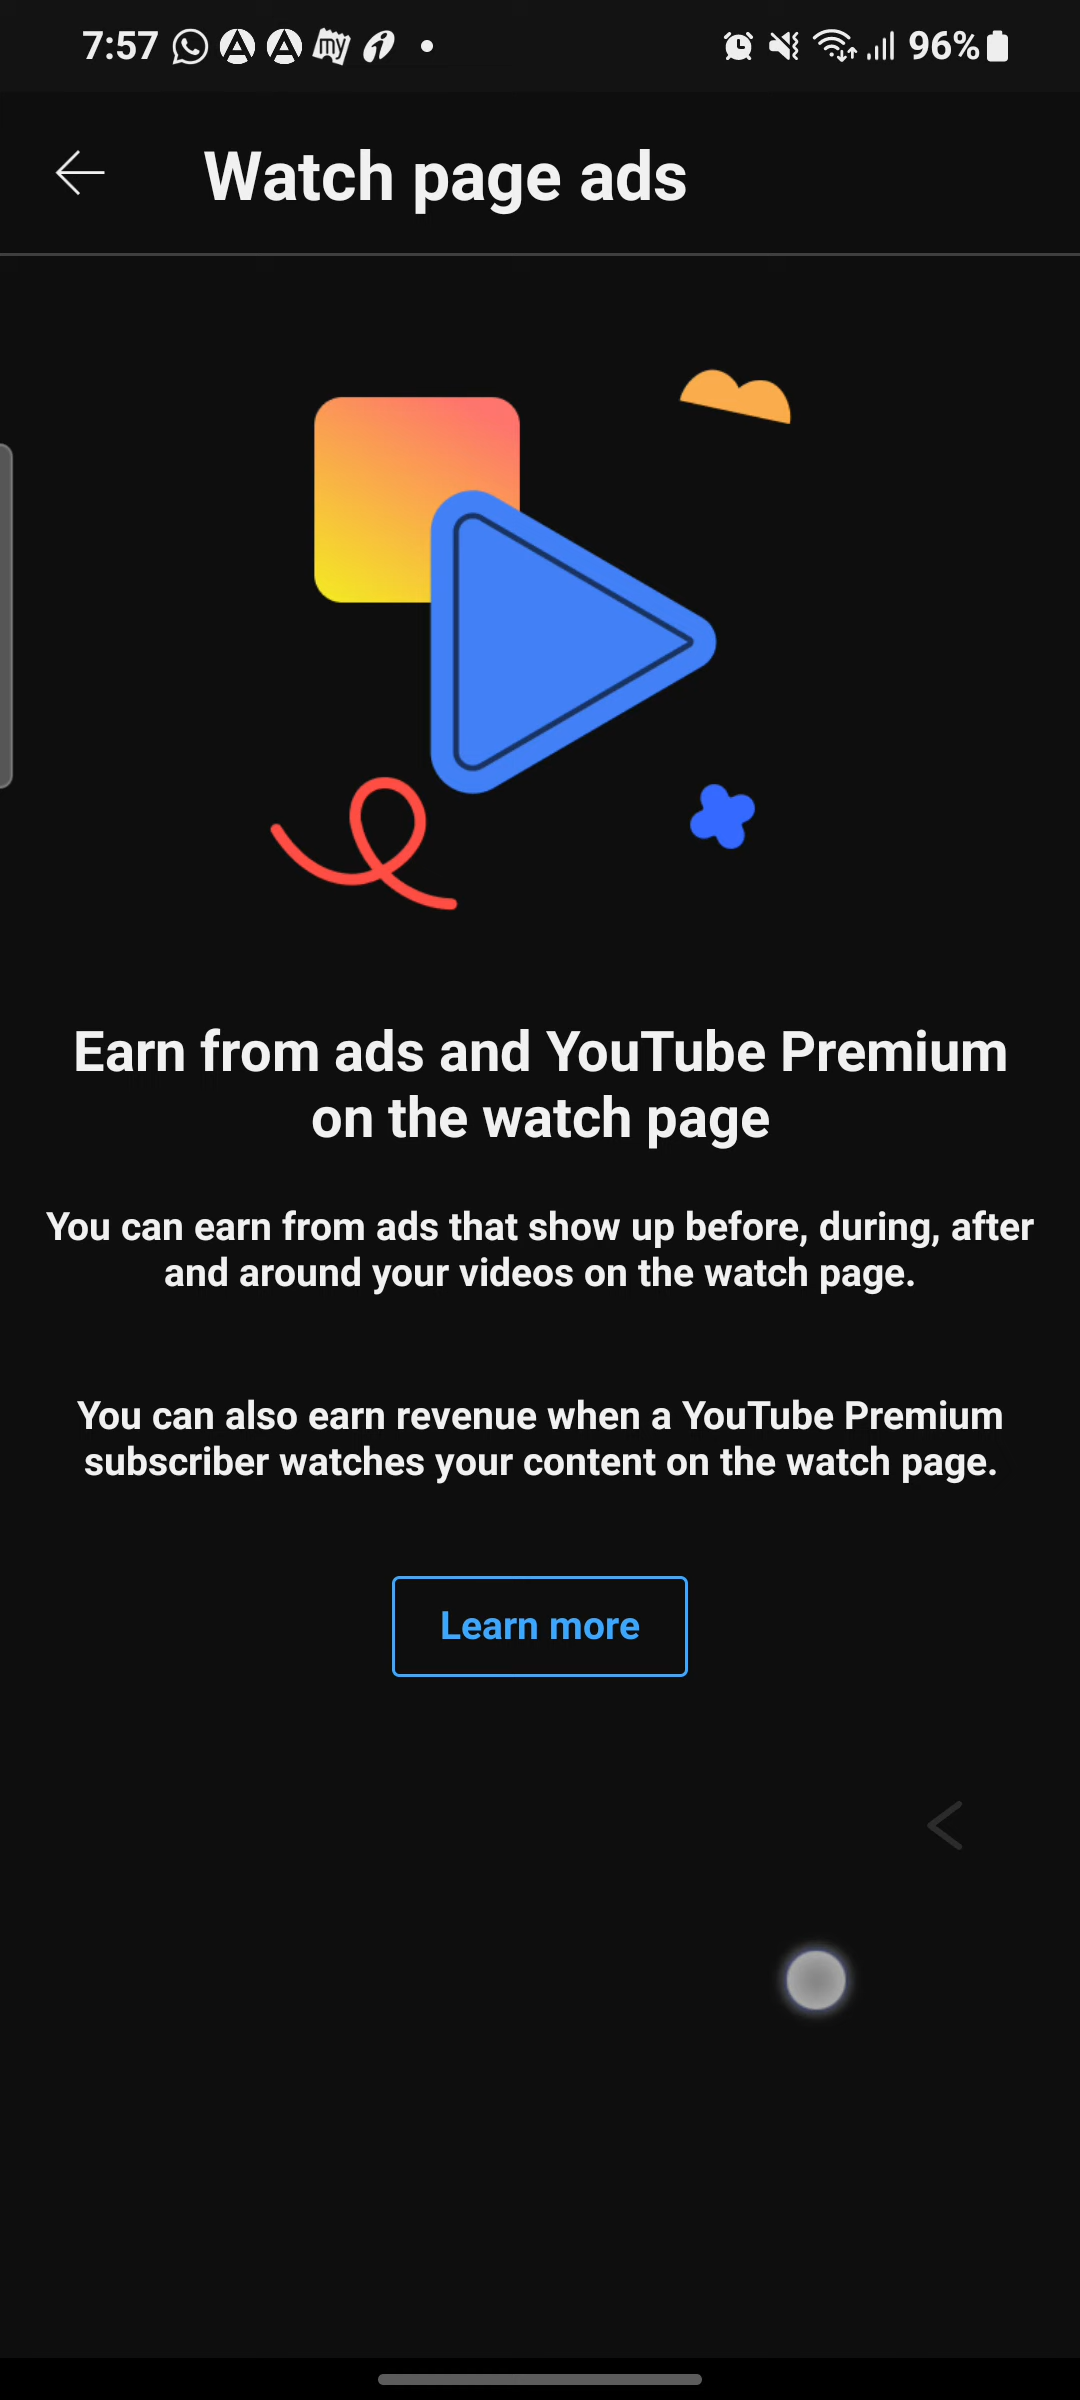 7:57 my 96%
Watch page ads
Earn from ads and YouTube Premium
on the watch page
You can earn from ads that show up before, during, after
and around your videos on the watch page.
You can also earn revenue when a YouTube Premium
subscriber watches your content on the watch page.
Learn more